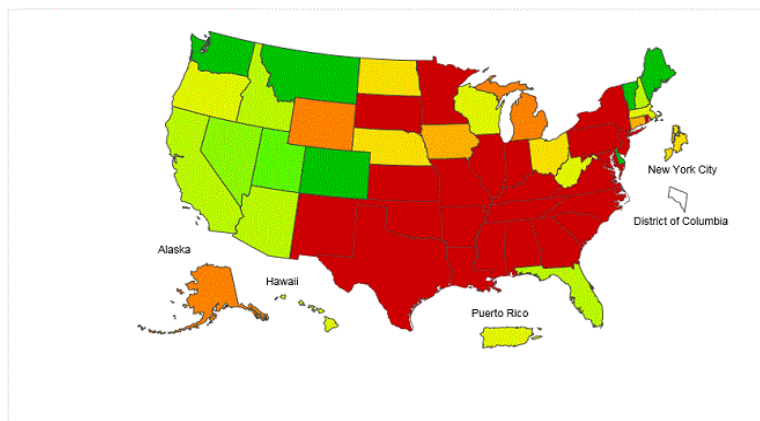 New York City
District of Columbia
Alaska
Hawaii
Puerto Rico